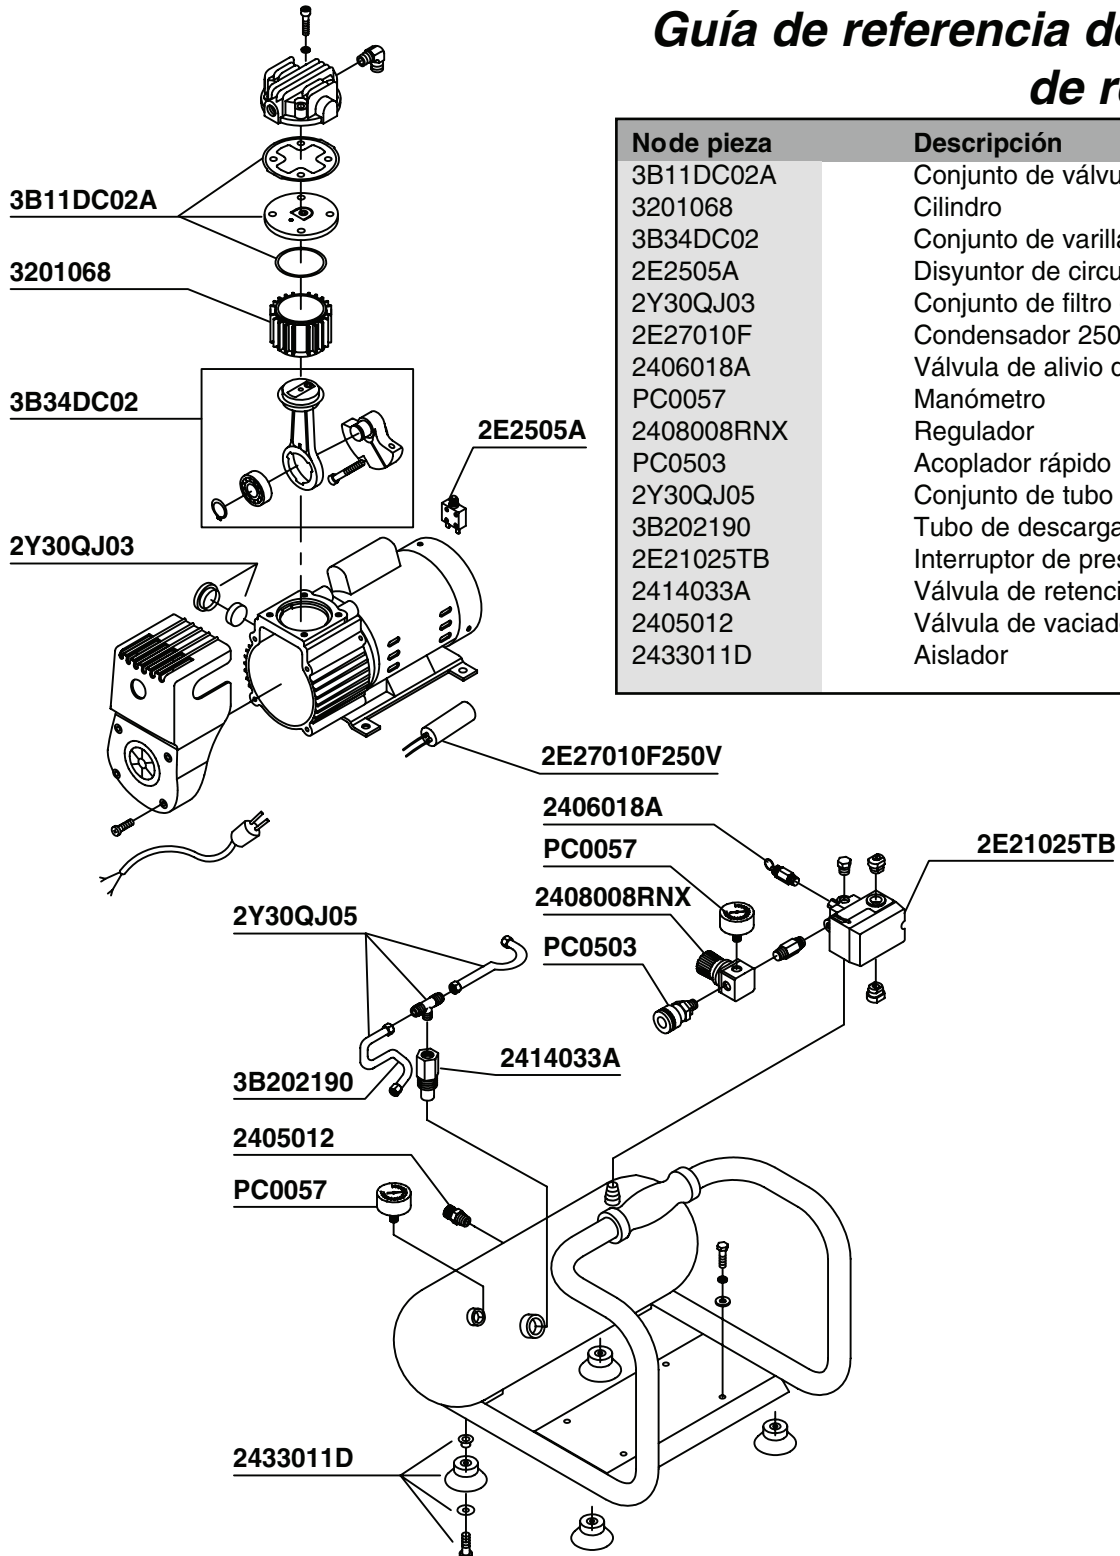 Guía de referencia de
de re
No de pieza Descripción
3B11DC02A Conjunto de válvu
3201068 Cilindro
3B34DC02 Conjunto de varilla
2E2505A Disyuntor de circu
2Y30QJ03 Conjunto de filtro
2E27010F Condensador 250
2406018A Válvula de alivio d
PC0057 Manómetro
2408008RNX Regulador
PC0503 Acoplador rápido
2Y30QJ05 Conjunto de tubo
3B202190 Tubo de descarga
2E21025TB Interruptor de pres
2414033A Válvula de retenci
2405012 Válvula de vaciad
2433011D Aislador
3B11DC02A
3201068
3B34DC02
2E2505A
2Y30QJ03
2E27010F250V
2406018A
PC0057
2E21025TB
2408008RNX
2Y30QJ05
PC0503
2414033A
3B202190
2405012
PC0057
2433011D